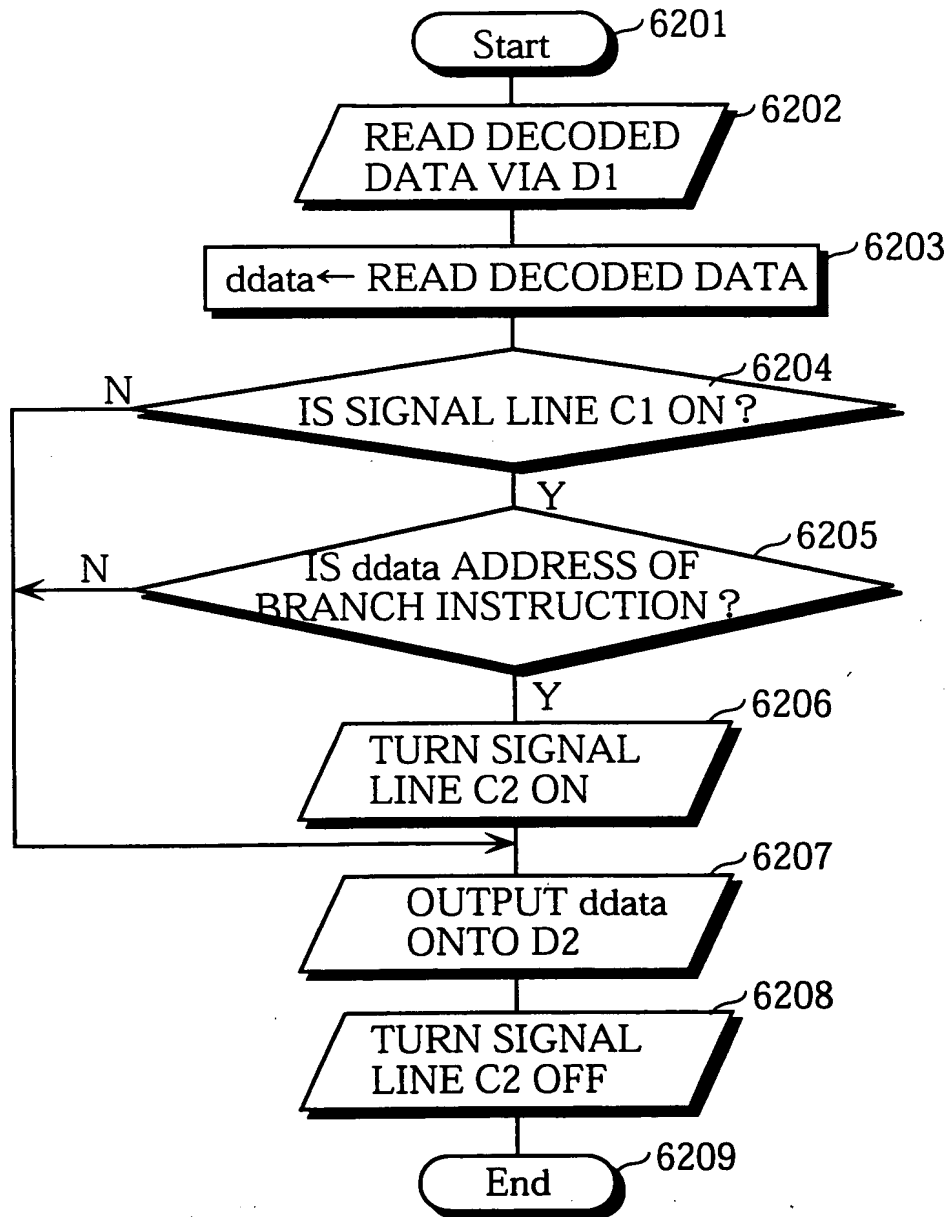 Start
6201
READ DECODED
DATA VIA D1
6202
ddata← READ DECODED DATA
6203
IS SIGNAL LINE C1 ON ?
6204
N
Y
IS ddata ADDRESS OF
BRANCH INSTRUCTION ?
6205
N
Y
TURN SIGNAL
LINE C2 ON
6206
OUTPUT ddata
ONTO D2
6207
TURN SIGNAL
LINE C2 OFF
6208
End
6209